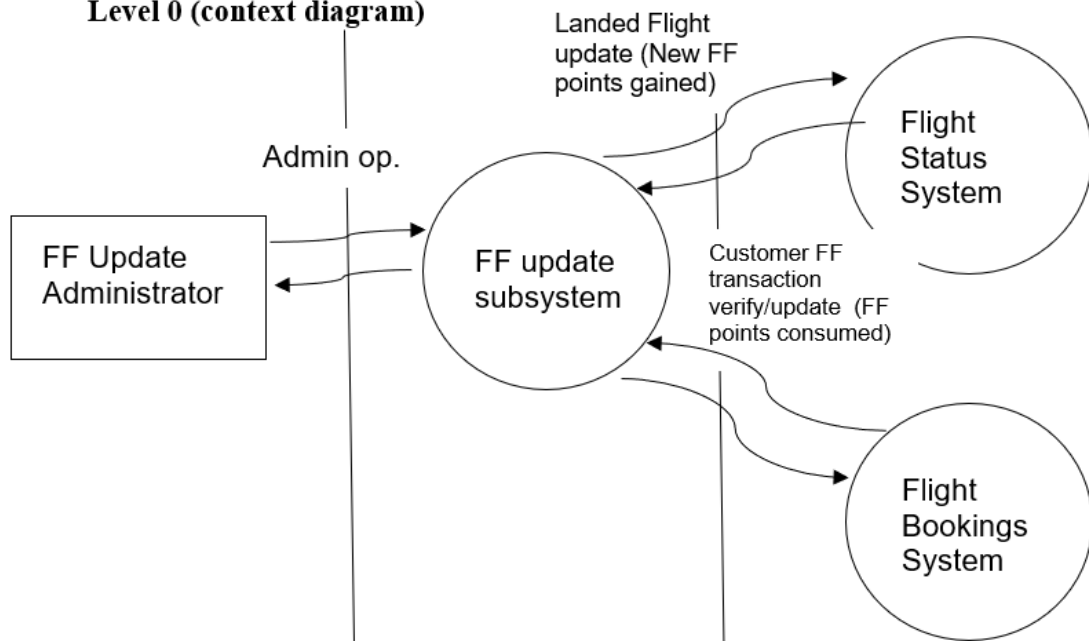 Level 0 (context diagram)
Landed Flight
update (New FF
points gained)
Flight
Status
System
Admin op.
FF Update
Administrator
FF update
subsystem
Customer FF
transaction
verify/update (FF
points consumed)
Flight
Bookings
System